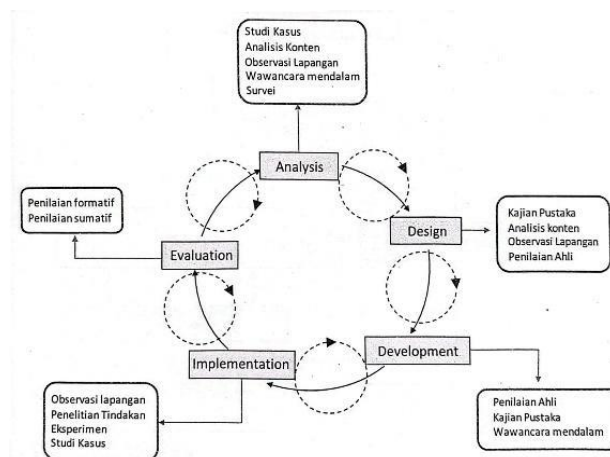 Studi Kasus
Analisis Konten
Observasi Lapangan
Wawancara mendalam
Survei
Analysis
Penilaian formatif
Penilaian sumatif
Kajian Pustaka
Analisis konten
Observasi Lapangan
Penilaian Ahli
Design
Evaluation
Development
Implementation
Observasi lapangan
Penelitian Tindakan
Eksperimen
Studi Kasus
Penilaian Ahli
Kajian Pustaka
Wawancara mendalam